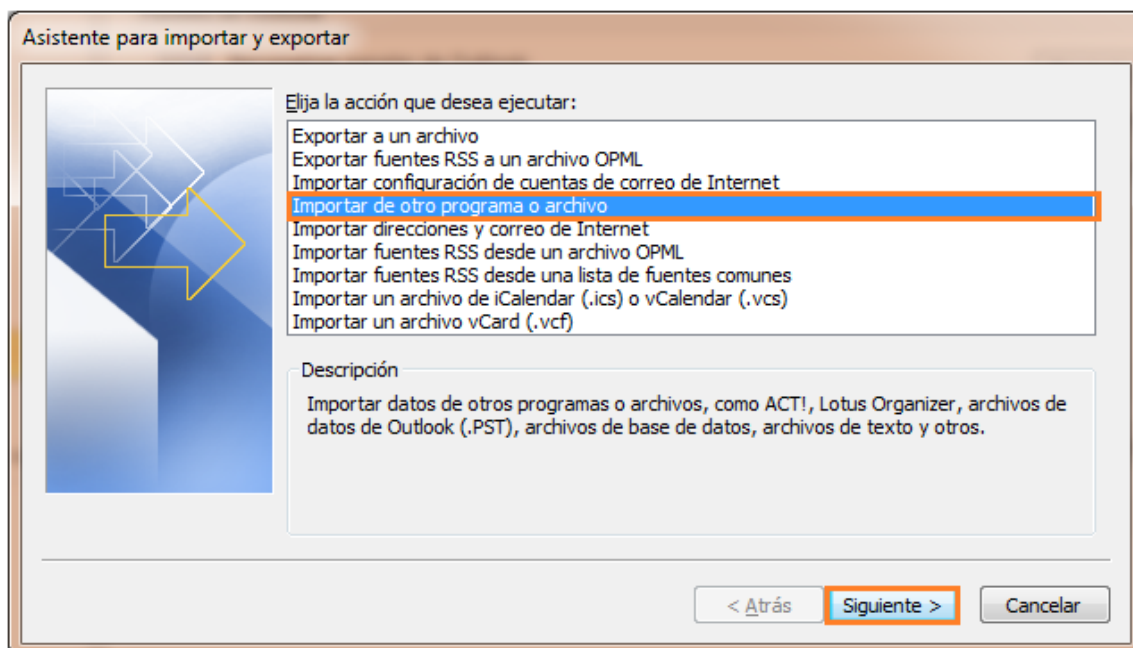 Asistente para importar y exportar
Elija la acción que desea ejecutar:
Exportar a un archivo
Exportar fuentes RSS a un archivo OPML
Importar configuración de cuentas de correo de Internet
Importar de otro programa o archivo
Importar direcciones y correo de Internet
Importar fuentes RSS desde un archivo OPML
Importar fuentes RSS desde una lista de fuentes comunes
Importar un archivo de iCalendar (.ics) o vCalendar (.vcs)
Importar un archivo vCard (.vcf)
Descripción
Importar datos de otros programas o archivos, como ACT!, Lotus Organizer, archivos de
datos de Outlook (.PST), archivos de base de datos, archivos de texto y otros.
< Atrás Siguiente > Cancelar